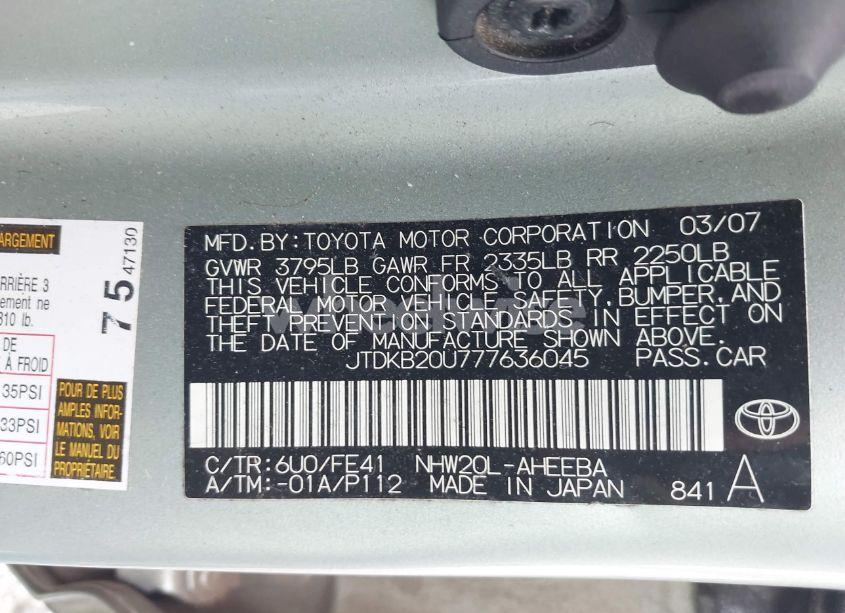 ARGEMENT
ARRIÈRE 3
ement ne
810 lb.
DE
À FROID
35PSI
33PSI
60PSI
75 47130
POUR DE PLUS
AMPLES INFOR-
MATIONS, VOIR
LE MANUEL DU
PROPRIÉTAIRE.
MFD. BY: TOYOTA MOTOR CORPORATION 03/07
GVWR 3795LB GAWR FR 2335LB RR 2250LB
THIS VEHICLE CONFORMS TO ALL APPLICABLE
FEDERAL MOTOR VEHICLE SAFETY, BUMPER, AND
THEFT PREVENTION STANDARDS IN EFFECT ON
THE DATE OF MANUFACTURE SHOWN ABOVE.
JTDKB20U777636045 PASS.CAR
C/TR:6U0/FE41 NHW20L-AHEEBA
A/TM:-01A/P112 MADE IN JAPAN 841 A